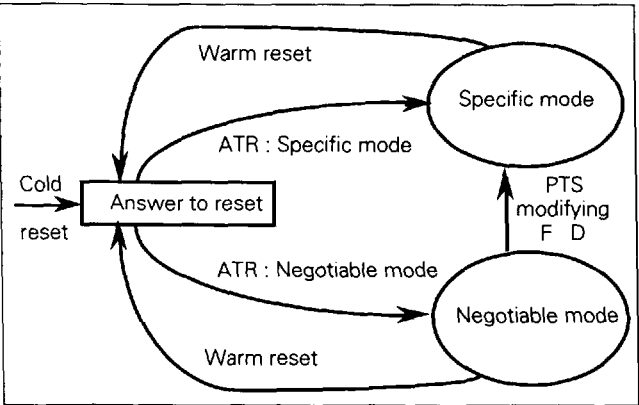 Warm reset
Specific mode
ATR : Specific mode
Cold
reset
Answer to reset
PTS
modifying
F D
ATR : Negotiable mode
Negotiable mode
Warm reset